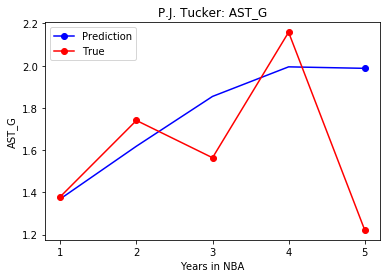 P.J. Tucker: AST_G
Prediction
True
2.2
2.0
1.8
1.6
1.4
1.2
AST_G
1
2
3
4
5
Years in NBA